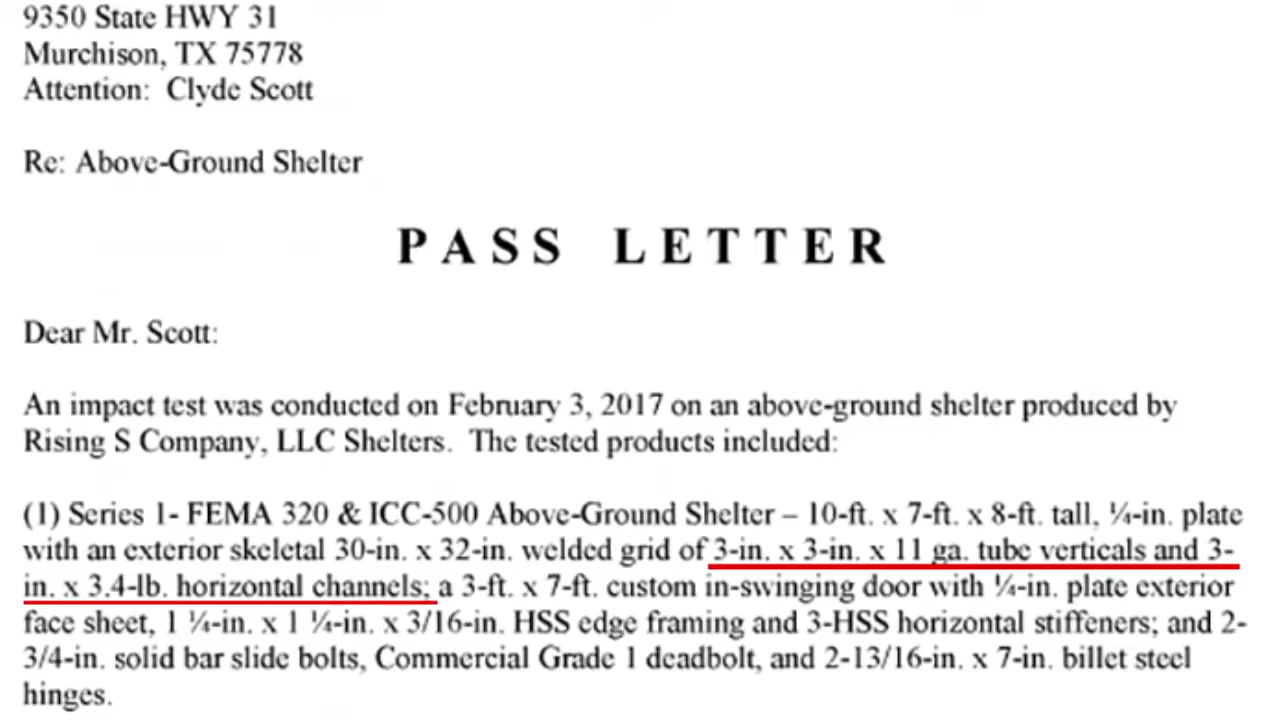 9350 State HWY 31
Murchison, TX 75778
Attention: Clyde Scott
Re: Above-Ground Shelter
PASS LETTER
Dear Mr. Scott:
An impact test was conducted on February 3, 2017 on an above-ground shelter produced by
Rising S Company, LLC Shelters. The tested products included:
(1) Series 1- FEMA 320 & ICC-500 Above-Ground Shelter – 10-ft. x 7-ft. x 8-ft. tall, ¼-in. plate
with an exterior skeletal 30-in. x 32-in. welded grid of 3-in. x 3-in. x 11 ga. tube verticals and 3-
in. x 3.4-lb. horizontal channels; a 3-ft. x 7-ft. custom in-swinging door with ¼-in. plate exterior
face sheet, 1 ¼-in. x 1 ¼-in. x 3/16-in. HSS edge framing and 3-HSS horizontal stiffeners; and 2-
3/4-in. solid bar slide bolts, Commercial Grade 1 deadbolt, and 2-13/16-in. x 7-in. billet steel
hinges.